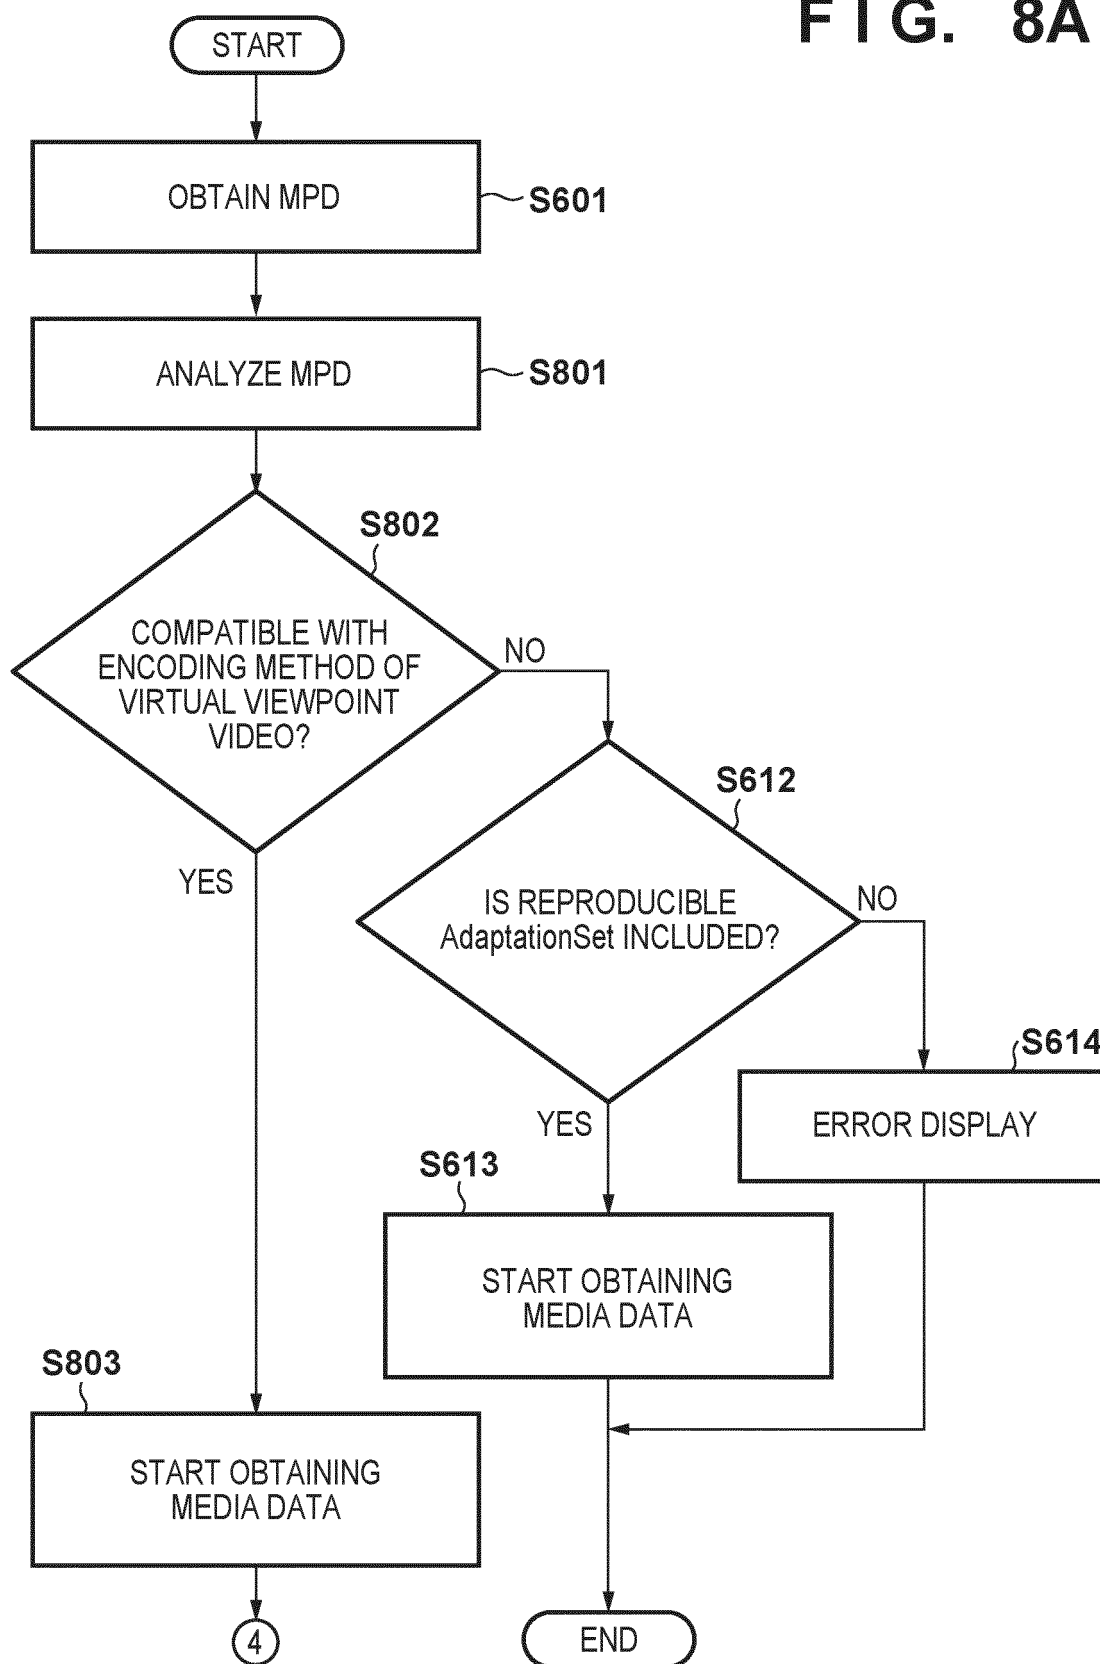 FIG. 8A
START
OBTAIN MPD
S601
ANALYZE MPD
S801
S802
COMPATIBLE WITH
ENCODING METHOD OF
VIRTUAL VIEWPOINT
VIDEO?
NO
YES
S612
IS REPRODUCIBLE
AdaptationSet INCLUDED?
NO
YES
S614
ERROR DISPLAY
S613
START OBTAINING
MEDIA DATA
S803
START OBTAINING
MEDIA DATA
4
END